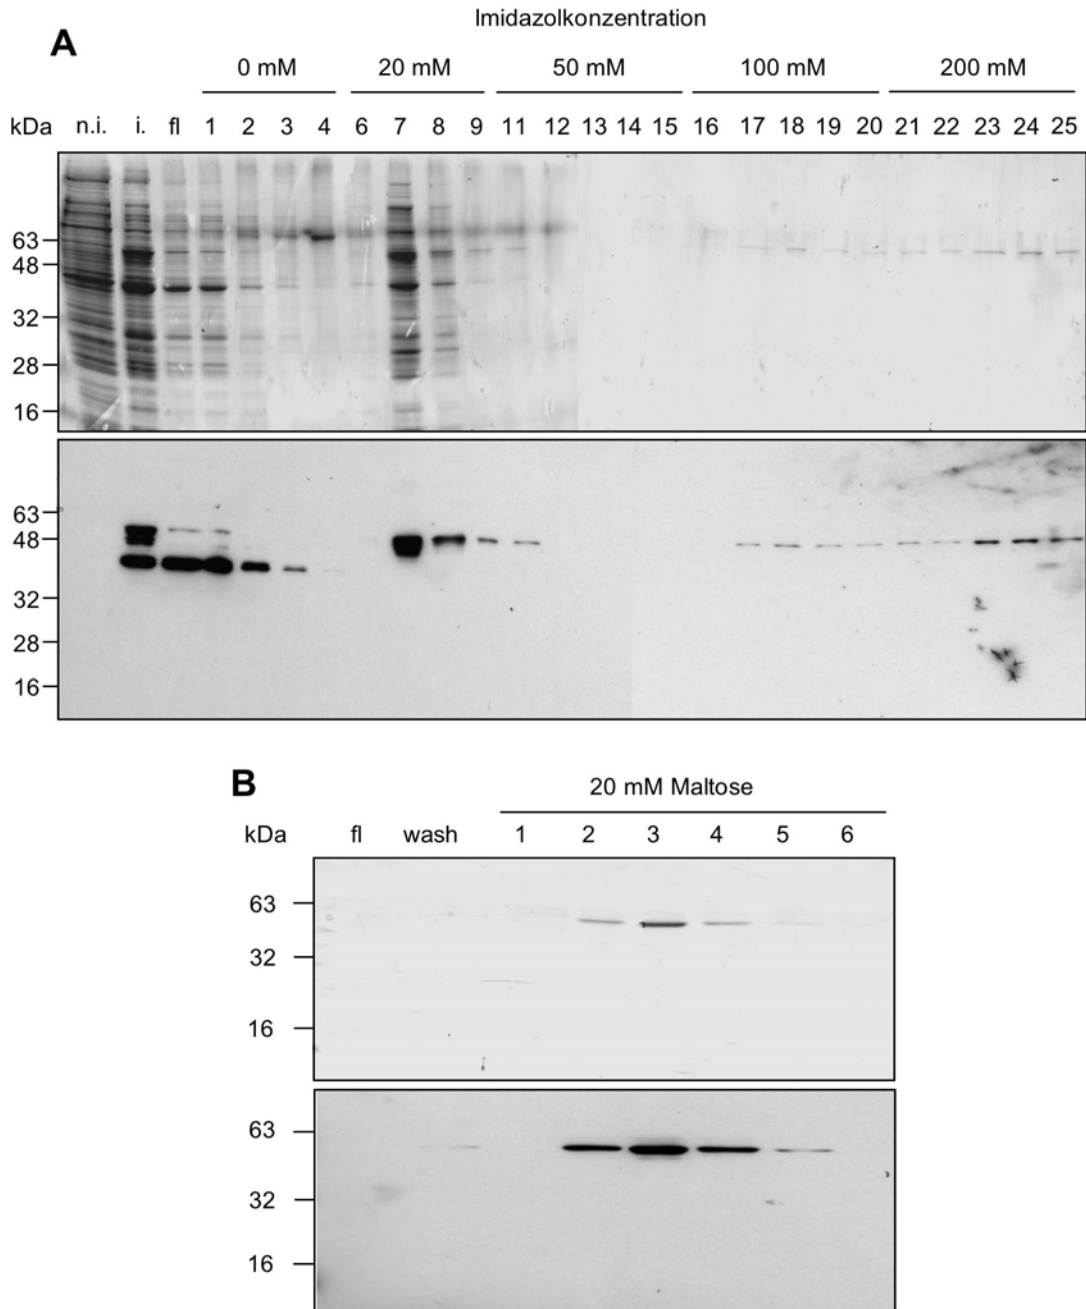 Imidazolkonzentration
A
0 mM 20 mM 50 mM 100 mM 200 mM
kDa n.i. i. fl 1 2 3 4 6 7 8 9 11 12 13 14 15 16 17 18 19 20 21 22 23 24 25
63
48
32
28
16
63
48
32
28
16
B
20 mM Maltose
kDa fl wash 1 2 3 4 5 6
63
32
16
63
32
16